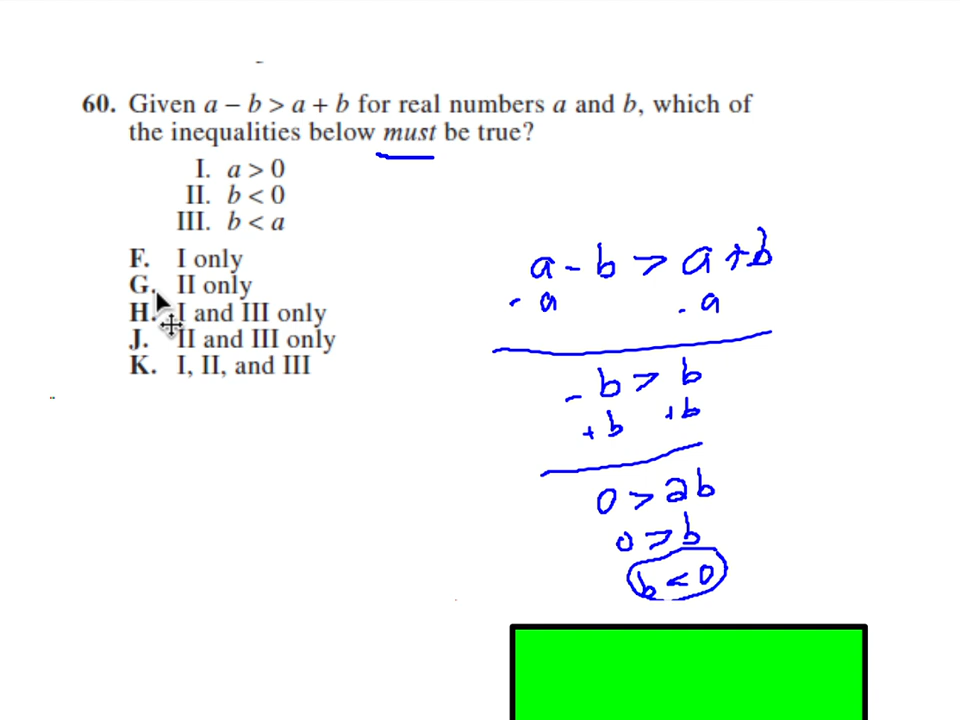 60. Given a − b > a + b for real numbers a and b, which of
the inequalities below must be true?
I. a > 0
II. b < 0
III. b < a
F. I only
G. II only
H. I and III only
J. II and III only
K. I, II, and III
a - b > a + b
- a - a
- b > b
+ b + b
0 > 2b
0 > b
b < 0